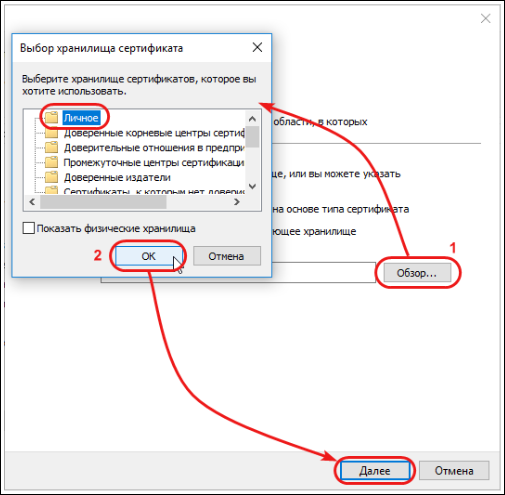 Выбор хранилища сертификата
Выберите хранилище сертификатов, которое вы
хотите использовать.
Личное
Доверенные корневые центры сертиф
Доверительные отношения в предпри
Промежуточные центры сертификаци
Доверенные издатели
Сертификаты, к которым нет довери
Показать физические хранилища
2
ОК
Отмена
области, в которых
ще, или вы можете указать
на основе типа сертификата
ющее хранилище
1
Обзор...
Далее
Отмена